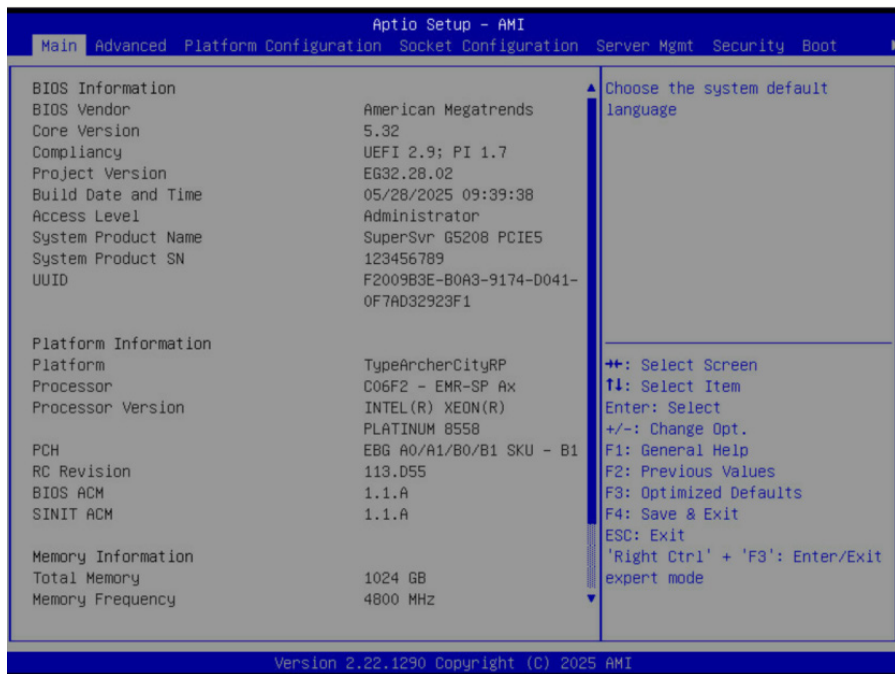 Aptio Setup – AMI
Main Advanced Platform Configuration Socket Configuration Server Mgmt Security Boot
BIOS Information
BIOS Vendor American Megatrends
Core Version 5.32
Compliancy UEFI 2.9; PI 1.7
Project Version EG32.28.02
Build Date and Time 05/28/2025 09:39:38
Access Level Administrator
System Product Name SuperSvr G5208 PCIE5
System Product SN 123456789
UUID F2009B3E-B0A3-9174-D041-
0F7AD32923F1
Platform Information
Platform TypeArcherCityRP
Processor C06F2 - EMR-SP Ax
Processor Version INTEL(R) XEON(R)
PLATINUM 8558
PCH EBG A0/A1/B0/B1 SKU - B1
RC Revision 113.D55
BIOS ACM 1.1.A
SINIT ACM 1.1.A
Memory Information
Total Memory 1024 GB
Memory Frequency 4800 MHz
Choose the system default
language
→←: Select Screen
↑↓: Select Item
Enter: Select
+/-: Change Opt.
F1: General Help
F2: Previous Values
F3: Optimized Defaults
F4: Save & Exit
ESC: Exit
'Right Ctrl' + 'F3': Enter/Exit
expert mode
Version 2.22.1290 Copyright (C) 2025 AMI